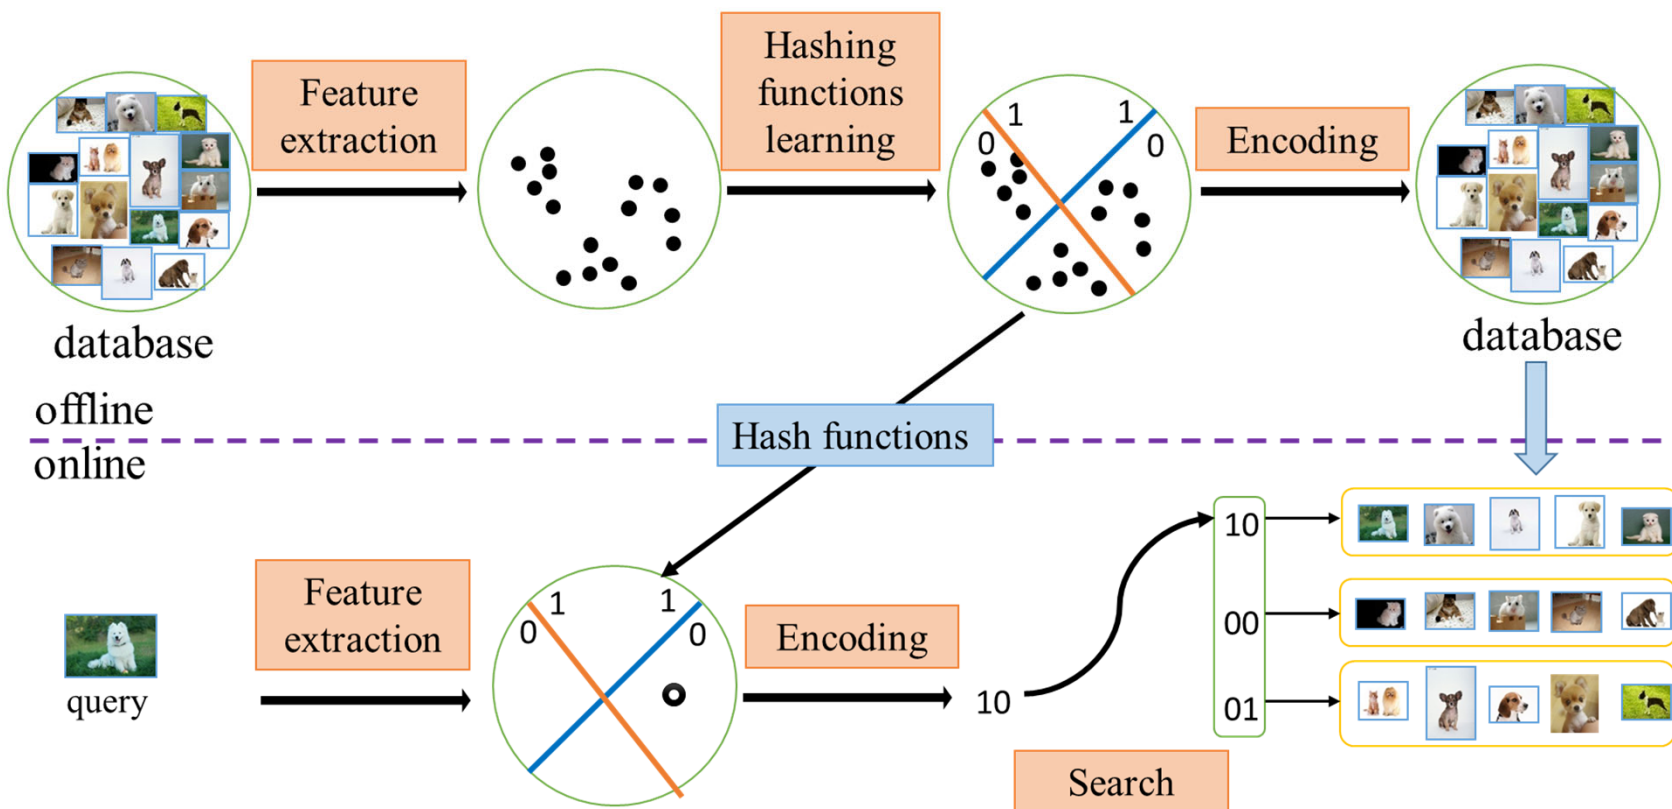 Feature
extraction
Hashing
functions
learning
1
0
1
0
Encoding
database
database
offline
Hash functions
online
query
Feature
extraction
1
0
1
0
Encoding
10
10
00
01
Search